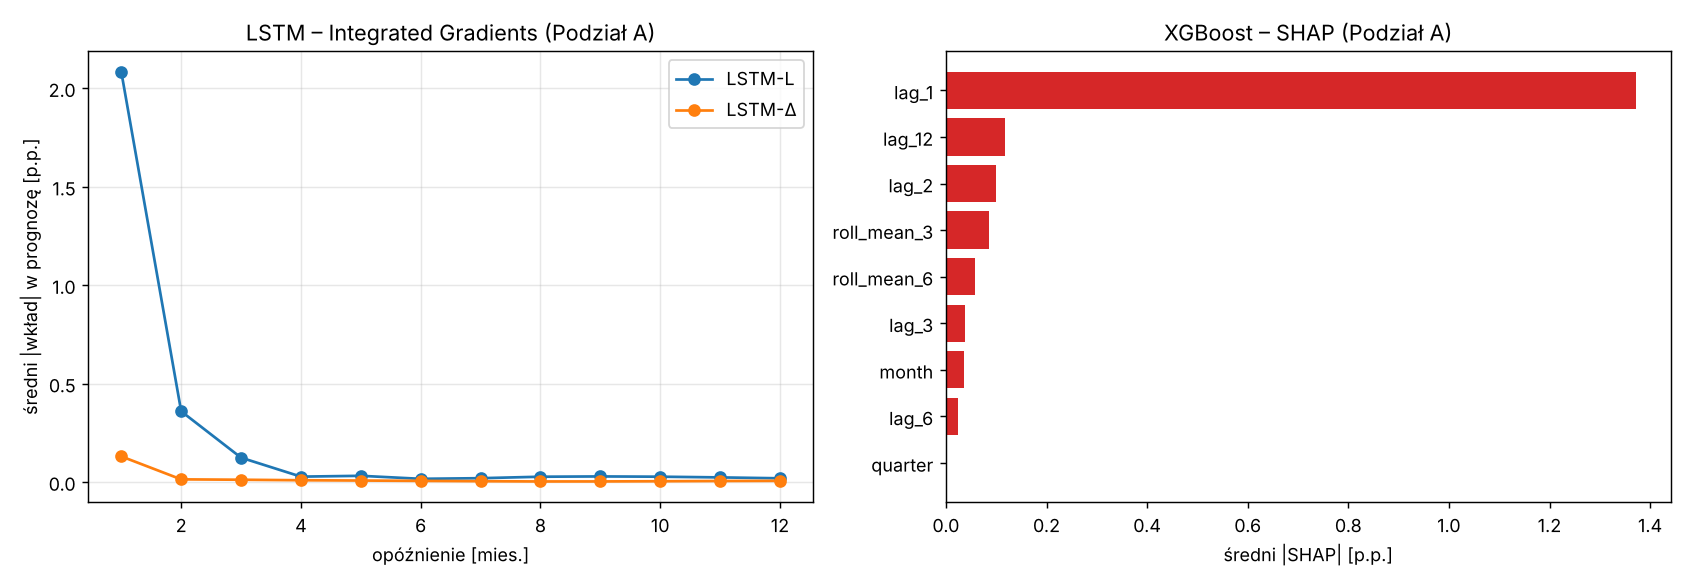 LSTM – Integrated Gradients (Podział A)
średni |wkład| w prognozę [p.p.]
2.0
1.5
1.0
0.5
0.0
LSTM-L
LSTM-Δ
2 4 6 8 10 12
opóźnienie [mies.]
XGBoost – SHAP (Podział A)
lag_1
lag_12
lag_2
roll_mean_3
roll_mean_6
lag_3
month
lag_6
quarter
0.0 0.2 0.4 0.6 0.8 1.0 1.2 1.4
średni |SHAP| [p.p.]